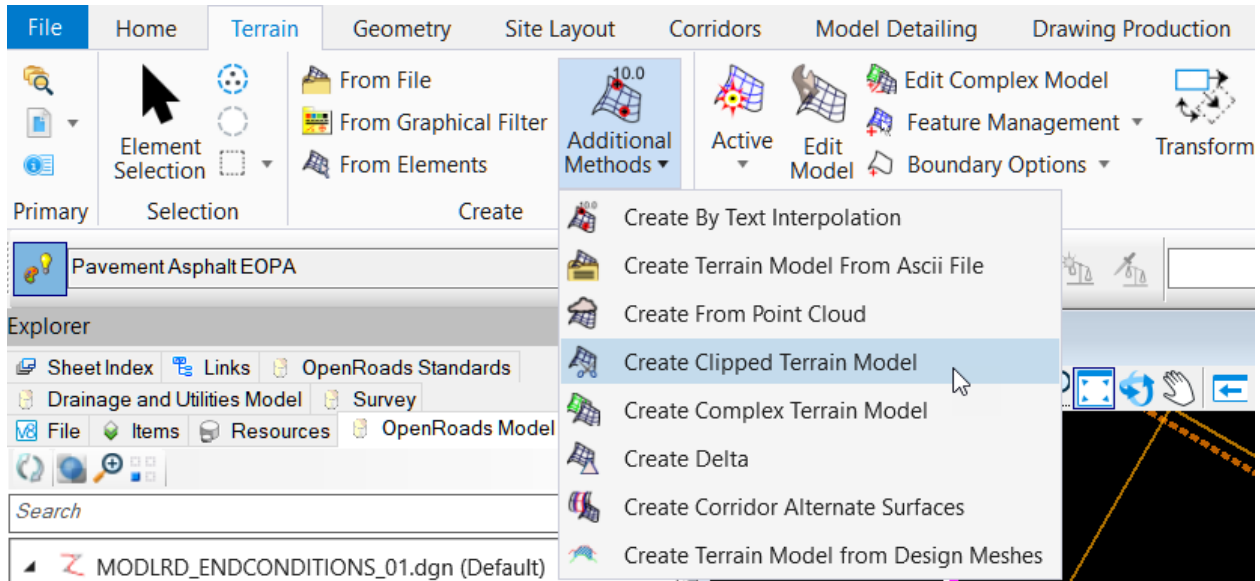 File Home Terrain Geometry Site Layout Corridors Model Detailing Drawing Production
Element Selection
From File
From Graphical Filter
From Elements
10.0
Additional Methods
Active
Edit Model
Edit Complex Model
Feature Management
Boundary Options
Transform
Primary Selection Create
Pavement Asphalt EOPA
Create By Text Interpolation
Create Terrain Model From Ascii File
Create From Point Cloud
Create Clipped Terrain Model
Create Complex Terrain Model
Create Delta
Create Corridor Alternate Surfaces
Create Terrain Model from Design Meshes
Explorer
Sheet Index Links OpenRoads Standards
Drainage and Utilities Model Survey
V8 File Items Resources OpenRoads Model
Search
MODLRD_ENDCONDITIONS_01.dgn (Default)